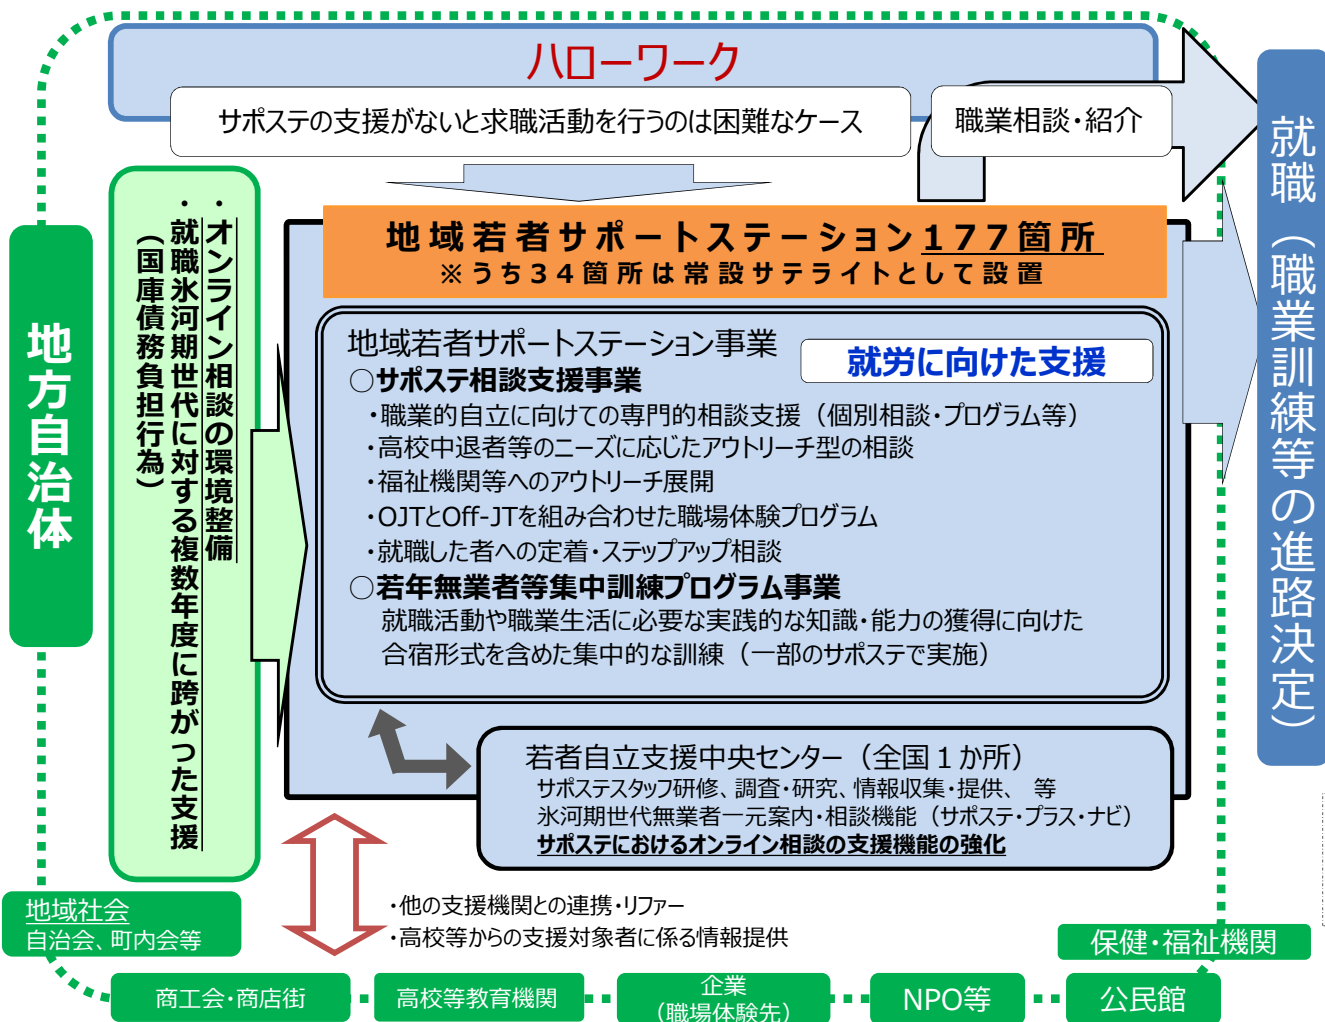 ハローワーク
サポステの支援がないと求職活動を行うのは困難なケース
職業相談・紹介
就職（職業訓練等の進路決定）
地方自治体
・オンライン相談の環境整備
・就職氷河期世代に対する複数年度に跨がつた支援
（国庫債務負担行為）
地域若者サポートステーション177箇所
※うち34箇所は常設サテライトとして設置
地域若者サポートステーション事業
就労に向けた支援
○サポステ相談支援事業
・職業的自立に向けての専門的相談支援（個別相談・プログラム等）
・高校中退者等のニーズに応じたアウトリーチ型の相談
・福祉機関等へのアウトリーチ展開
・OJTとOff-JTを組み合わせた職場体験プログラム
・就職した者への定着・ステップアップ相談
○若年無業者等集中訓練プログラム事業
就職活動や職業生活に必要な実践的な知識・能力の獲得に向けた
合宿形式を含めた集中的な訓練（一部のサポステで実施）
若者自立支援中央センター（全国１か所）
サポステスタッフ研修、調査・研究、情報収集・提供、 等
氷河期世代無業者一元案内・相談機能（サポステ・プラス・ナビ）
サポステにおけるオンライン相談の支援機能の強化
・他の支援機関との連携・リファー
・高校等からの支援対象者に係る情報提供
地域社会
自治会、町内会等
保健・福祉機関
商工会・商店街
高校等教育機関
企業
（職場体験先）
NPO等
公民館